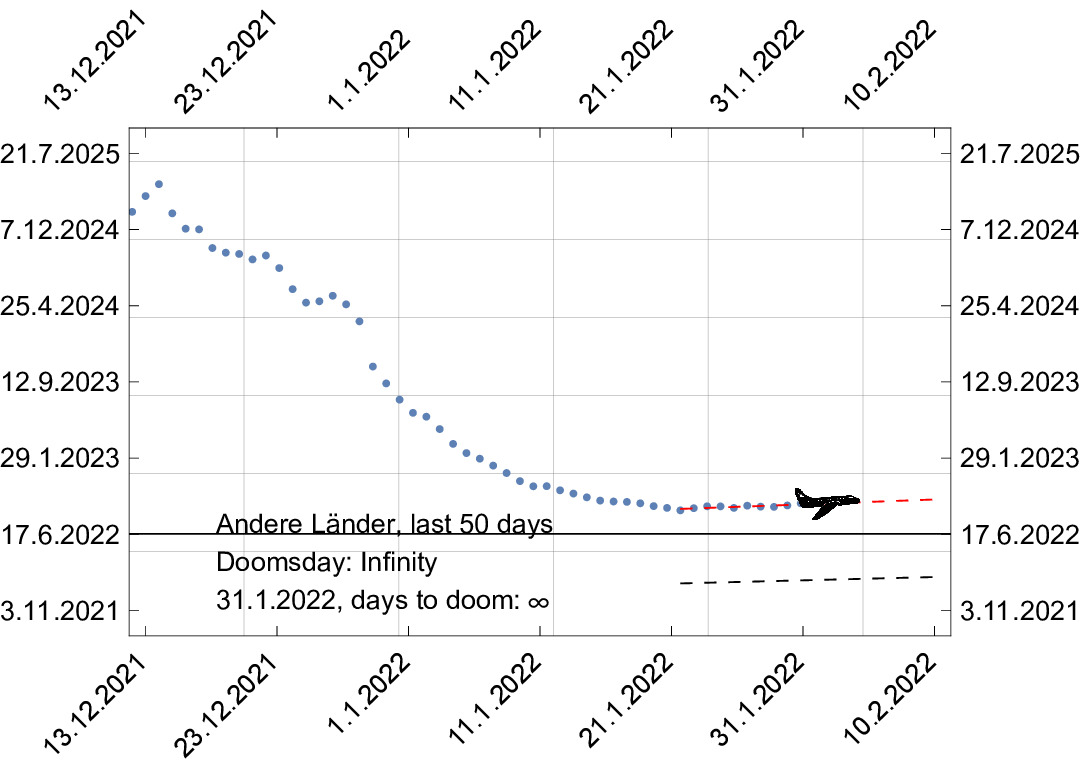 13.12.2021 23.12.2021 1.1.2022 11.1.2022 21.1.2022 31.1.2022 10.2.2022
21.7.2025 21.7.2025
7.12.2024 7.12.2024
25.4.2024 25.4.2024
12.9.2023 12.9.2023
29.1.2023 29.1.2023
Andere Länder, last 50 days
17.6.2022 17.6.2022
Doomsday: Infinity
31.1.2022, days to doom: ∞
3.11.2021 3.11.2021
13.12.2021 23.12.2021 1.1.2022 11.1.2022 21.1.2022 31.1.2022 10.2.2022